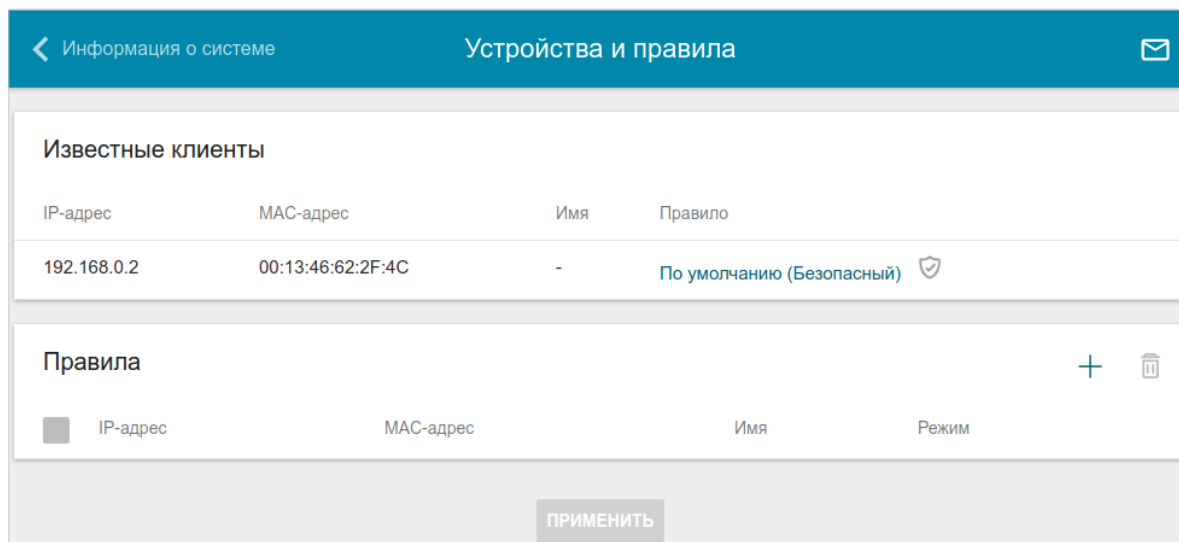 Информация о системе Устройства и правила
Известные клиенты
IP-адрес MAC-адрес Имя Правило
192.168.0.2 00:13:46:62:2F:4C - По умолчанию (Безопасный)
Правила
IP-адрес MAC-адрес Имя Режим
ПРИМЕНИТЬ